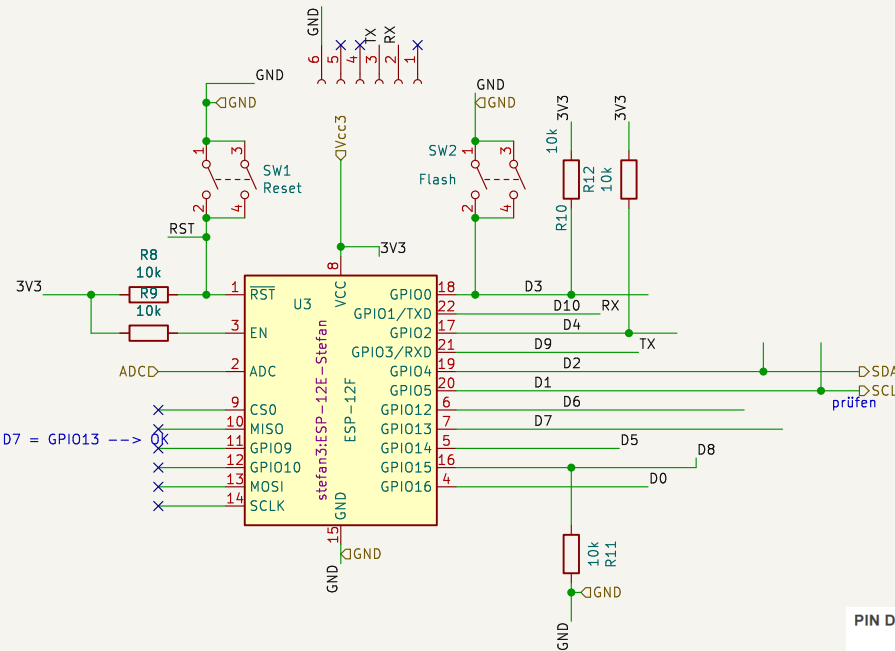 GND
TX
RX
6
5
4
3
2
1
GND
GND
1
3
SW1
Reset
2
4
RST
Vcc3
3V3
GND
GND
SW2
1
3
Flash
2
4
3V3
10k
R10
3V3
R12
10k
R8
10k
3V3
R9
10k
8
VCC
U3
stefan3:ESP-12E-Stefan
ESP-12F
1
RST
3
EN
ADC
2
ADC
9
CS0
10
MISO
D7 = GPIO13 --> OK
11
GPIO9
12
GPIO10
13
MOSI
14
SCLK
GPIO0
18
D3
GPIO1/TXD
22
D10
RX
GPIO2
17
D4
GPIO3/RXD
21
D9
TX
GPIO4
19
D2
SDA
GPIO5
20
D1
SCL
prüfen
GPIO12
6
D6
GPIO13
7
D7
GPIO14
5
D5
GPIO15
16
D8
GPIO16
4
D0
GND
15
GND
GND
10k
R11
GND
GND
PIN D